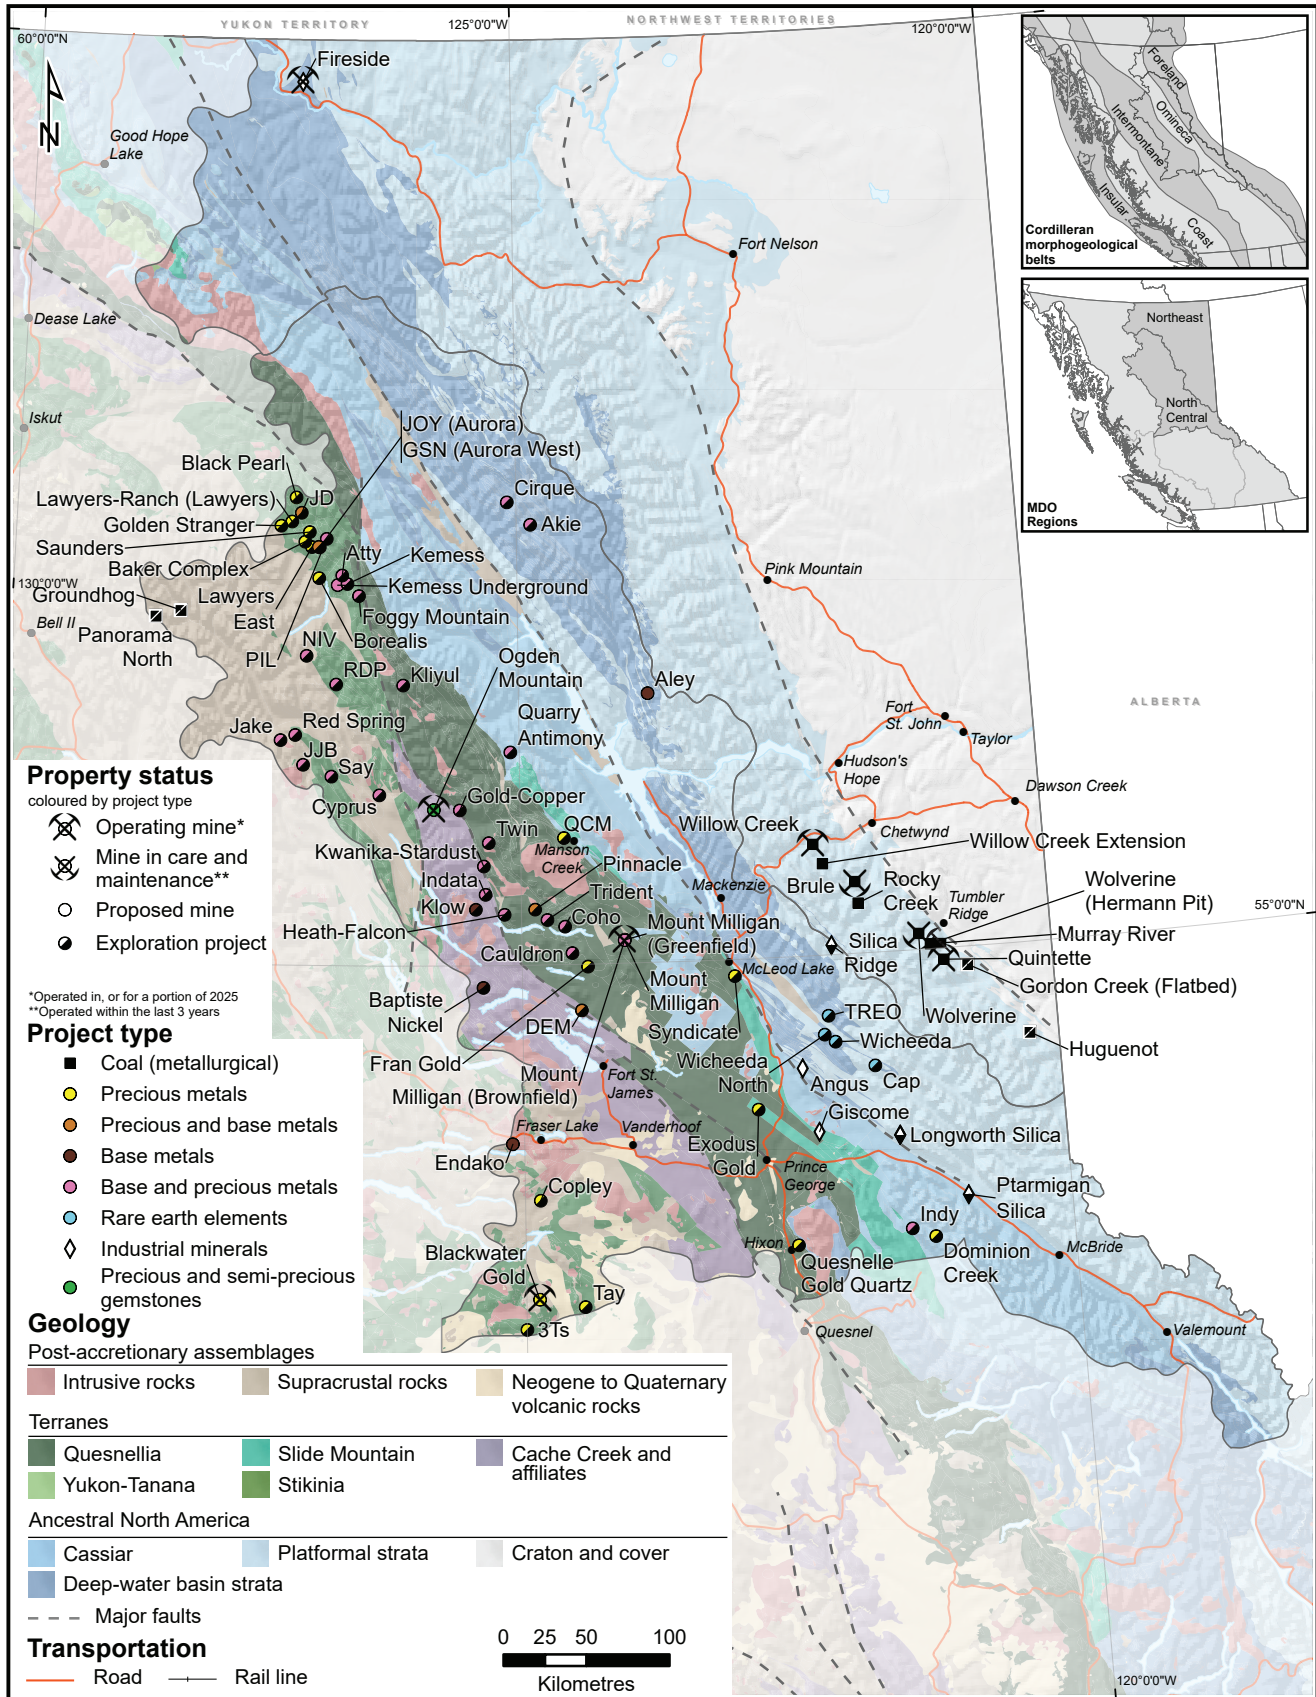 YUKON TERRITORY
125°0'0"W
NORTHWEST TERRITORIES
120°0'0"W
60°0'0"N
N
Fireside
Good Hope
Lake
Fort Nelson
Dease Lake
Iskut
Foreland
Omineca
Intermontane
Insular
Coast
Cordilleran
morphogeological
belts
Northeast
North
Central
MDO
Regions
JOY (Aurora)
GSN (Aurora West)
Black Pearl
Lawyers-Ranch (Lawyers)
JD
Golden Stranger
Saunders
Baker Complex
Cirque
Akie
Atty
Kemess
Kemess Underground
130°0'0"W
Groundhog
Lawyers
East
Foggy Mountain
Bell II
Panorama
North
PIL
Borealis
Pink Mountain
NIV
RDP
Kliyul
Ogden
Mountain
Aley
ALBERTA
Quarry
Antimony
Jake
Red Spring
JJB
Say
Cyprus
Gold-Copper
Fort
St. John
Taylor
Hudson's
Hope
Dawson Creek
Chetwynd
Twin
QCM
Manson
Creek
Kwanika-Stardust
Pinnacle
Indata
Trident
Klow
Coho
Heath-Falcon
Cauldron
Mount Milligan
(Greenfield)
Mount
Milligan
Willow Creek
Willow Creek Extension
Brule
Rocky
Creek
Mackenzie
Tumbler
Ridge
Wolverine
(Hermann Pit)
55°0'0"N
Murray River
Quintette
Gordon Creek (Flatbed)
Silica
Ridge
McLeod Lake
Wolverine
Huguenot
Baptiste
Nickel
DEM
Syndicate
TREO
Wicheeda
Wicheeda
North
Cap
Angus
Fran Gold
Mount
Milligan (Brownfield)
Fort St.
James
Giscome
Longworth Silica
Fraser Lake
Vanderhoof
Endako
Exodus
Gold
Prince
George
Ptarmigan
Silica
Copley
Indy
Dominion
Creek
McBride
Blackwater
Gold
Hixon
Quesnelle
Gold Quartz
Tay
3Ts
Quesnel
Valemount
Property status
coloured by project type
Operating mine*
Mine in care and
maintenance**
Proposed mine
Exploration project
*Operated in, or for a portion of 2025
**Operated within the last 3 years
Project type
Coal (metallurgical)
Precious metals
Precious and base metals
Base metals
Base and precious metals
Rare earth elements
Industrial minerals
Precious and semi-precious
gemstones
Geology
Post-accretionary assemblages
Intrusive rocks
Supracrustal rocks
Neogene to Quaternary
volcanic rocks
Terranes
Quesnellia
Slide Mountain
Cache Creek and
affiliates
Yukon-Tanana
Stikinia
Ancestral North America
Cassiar
Platformal strata
Craton and cover
Deep-water basin strata
Major faults
Transportation
Road
Rail line
0 25 50 100
Kilometres
120°0'0"W